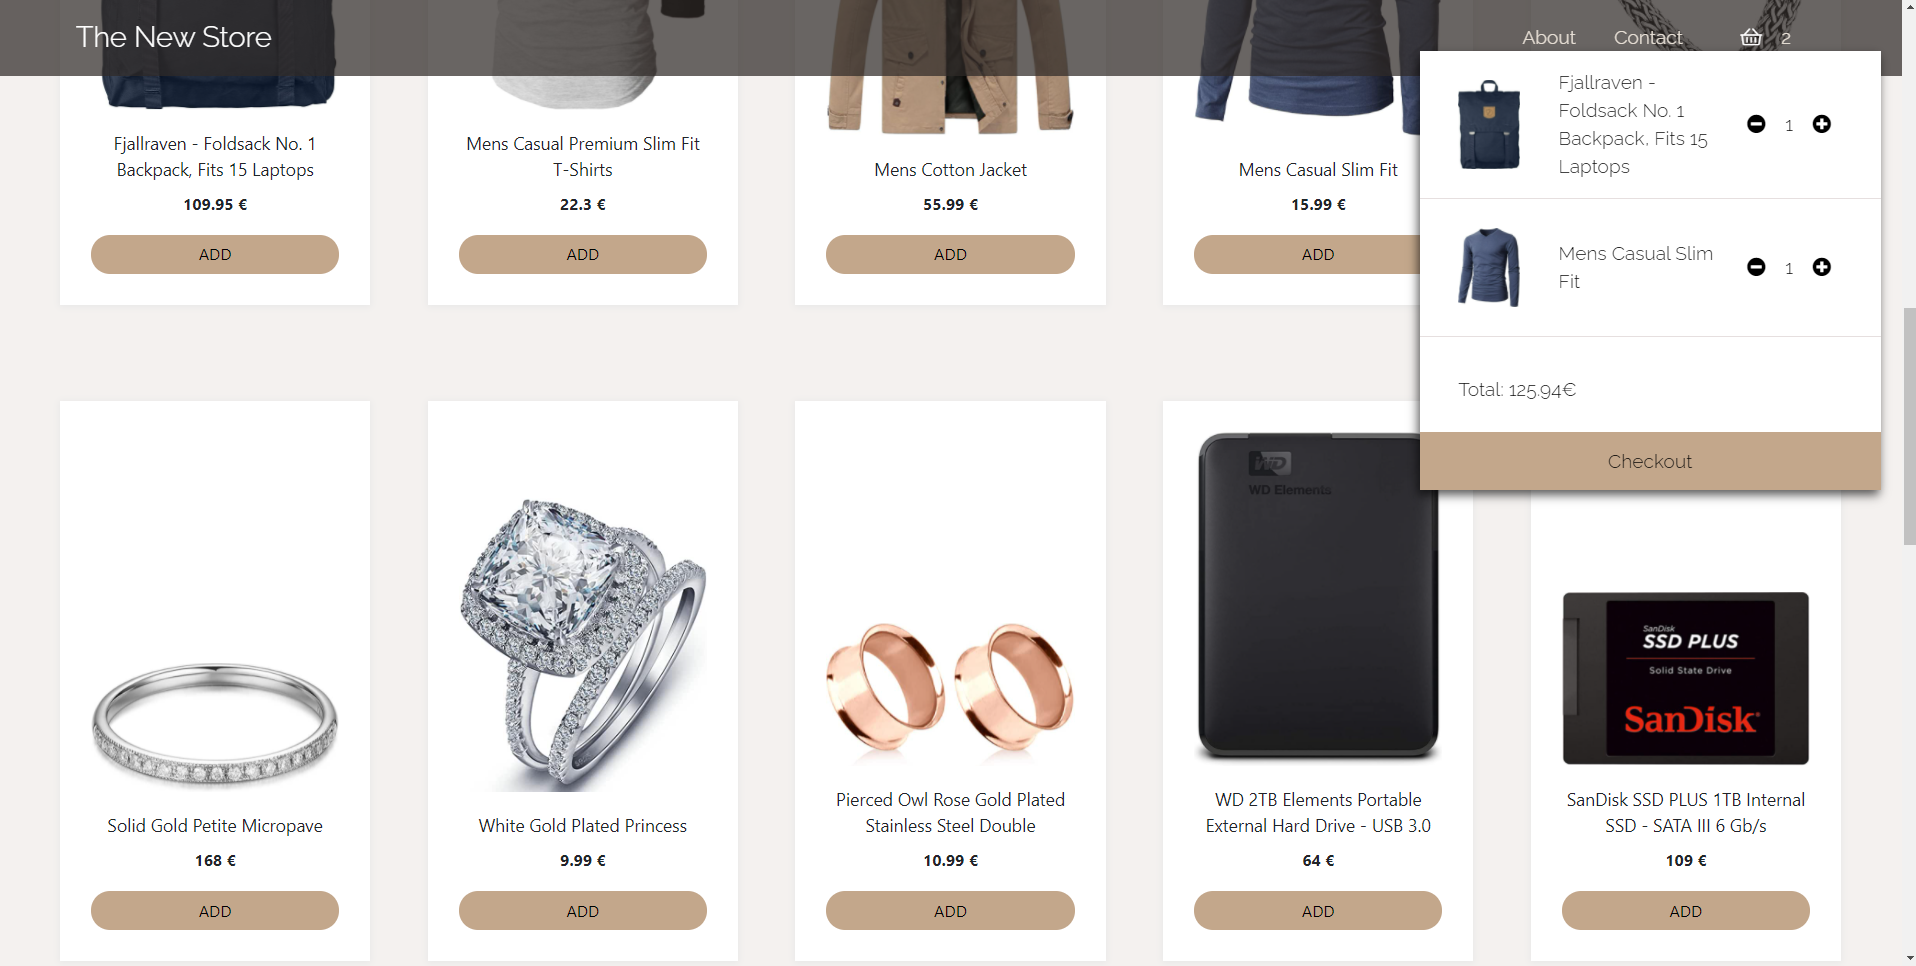 The New Store
About
Contact
2
Fjallraven - Foldsack No. 1
Backpack, Fits 15 Laptops
109.95 €
ADD
Mens Casual Premium Slim Fit
T-Shirts
22.3 €
ADD
Mens Cotton Jacket
55.99 €
ADD
Mens Casual Slim Fit
15.99 €
ADD
Fjallraven -
Foldsack No. 1
Backpack, Fits 15
Laptops
1
Mens Casual Slim
Fit
1
Total: 125.94€
Checkout
Solid Gold Petite Micropave
168 €
ADD
White Gold Plated Princess
9.99 €
ADD
Pierced Owl Rose Gold Plated
Stainless Steel Double
10.99 €
ADD
WD
WD Elements
WD 2TB Elements Portable
External Hard Drive - USB 3.0
64 €
ADD
SanDisk
SSD PLUS
Solid State Drive
SanDisk
SanDisk SSD PLUS 1TB Internal
SSD - SATA III 6 Gb/s
109 €
ADD